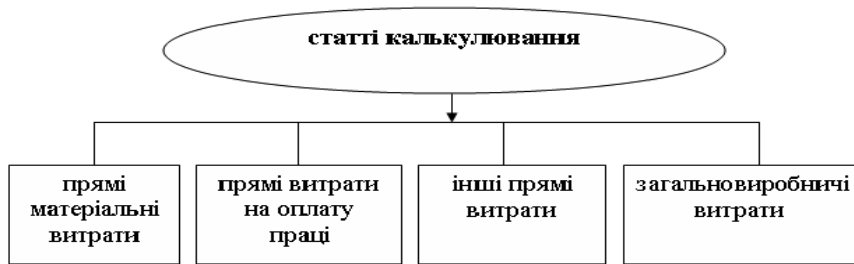 статті калькулювання
прямі
матеріальні
витрати
прямі витрати
на оплату
праці
інші прямі
витрати
загальновиробничі
витрати